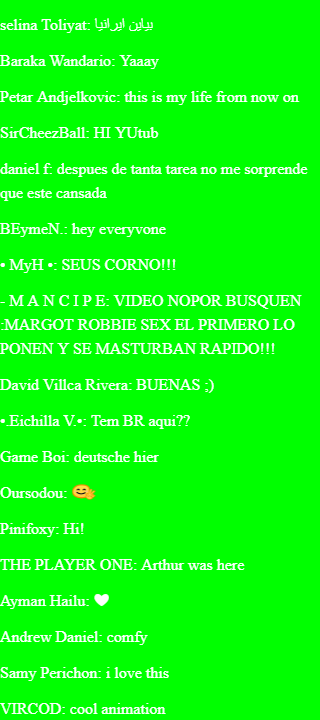 selina Toliyat: بیاین ایرانیا
Baraka Wandario: Yaaay
Petar Andjelkovic: this is my life from now on
SirCheezBall: HI YUtub
daniel f: despues de tanta tarea no me sorprende
que este cansada
BEymeN.: hey everyvone
• MyH •: SEUS CORNO!!!
- M A N C I P E: VIDEO NOPOR BUSQUEN
:MARGOT ROBBIE SEX EL PRIMERO LO
PONEN Y SE MASTURBAN RAPIDO!!!
David Villca Rivera: BUENAS ;)
•.Eichilla V.•: Tem BR aqui??
Game Boi: deutsche hier
Oursodou: 🤗
Pinifoxy: Hi!
THE PLAYER ONE: Arthur was here
Ayman Hailu: ❤
Andrew Daniel: comfy
Samy Perichon: i love this
VIRCOD: cool animation